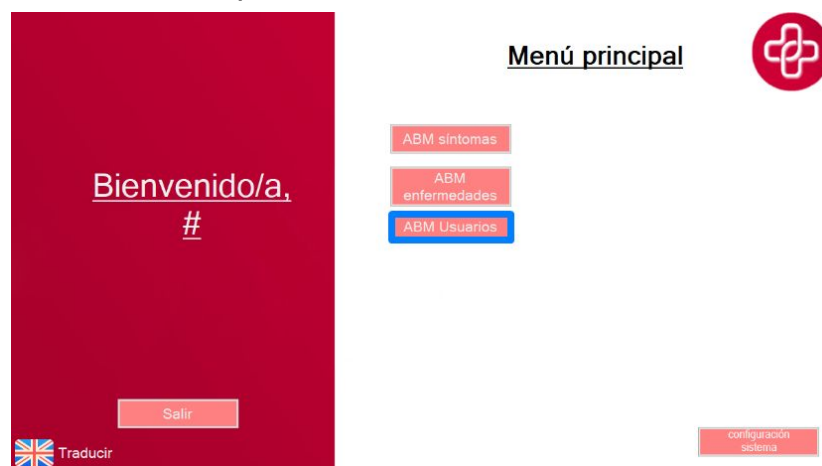 Bienvenido/a,
#
Salir
Traducir
Menú principal
ABM síntomas
ABM
enfermedades
ABM Usuarios
configuración
sistema